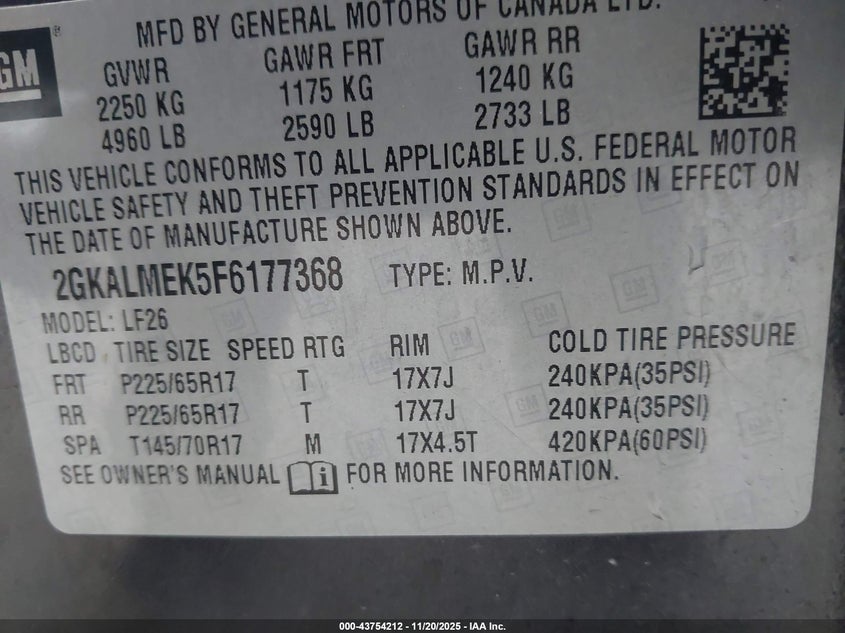 MFD BY GENERAL MOTORS OF CANADA LTD.
GM
GVWR GAWR FRT GAWR RR
2250 KG 1175 KG 1240 KG
4960 LB 2590 LB 2733 LB
THIS VEHICLE CONFORMS TO ALL APPLICABLE U.S. FEDERAL MOTOR
VEHICLE SAFETY AND THEFT PREVENTION STANDARDS IN EFFECT ON
THE DATE OF MANUFACTURE SHOWN ABOVE.
2GKALMEK5F6177368 TYPE: M.P.V.
MODEL: LF26
LBCD TIRE SIZE SPEED RTG RIM COLD TIRE PRESSURE
FRT P225/65R17 T 17X7J 240KPA(35PSI)
RR P225/65R17 T 17X7J 240KPA(35PSI)
SPA T145/70R17 M 17X4.5T 420KPA(60PSI)
SEE OWNER'S MANUAL FOR MORE INFORMATION.
000-43754212 - 11/20/2025 - IAA Inc.